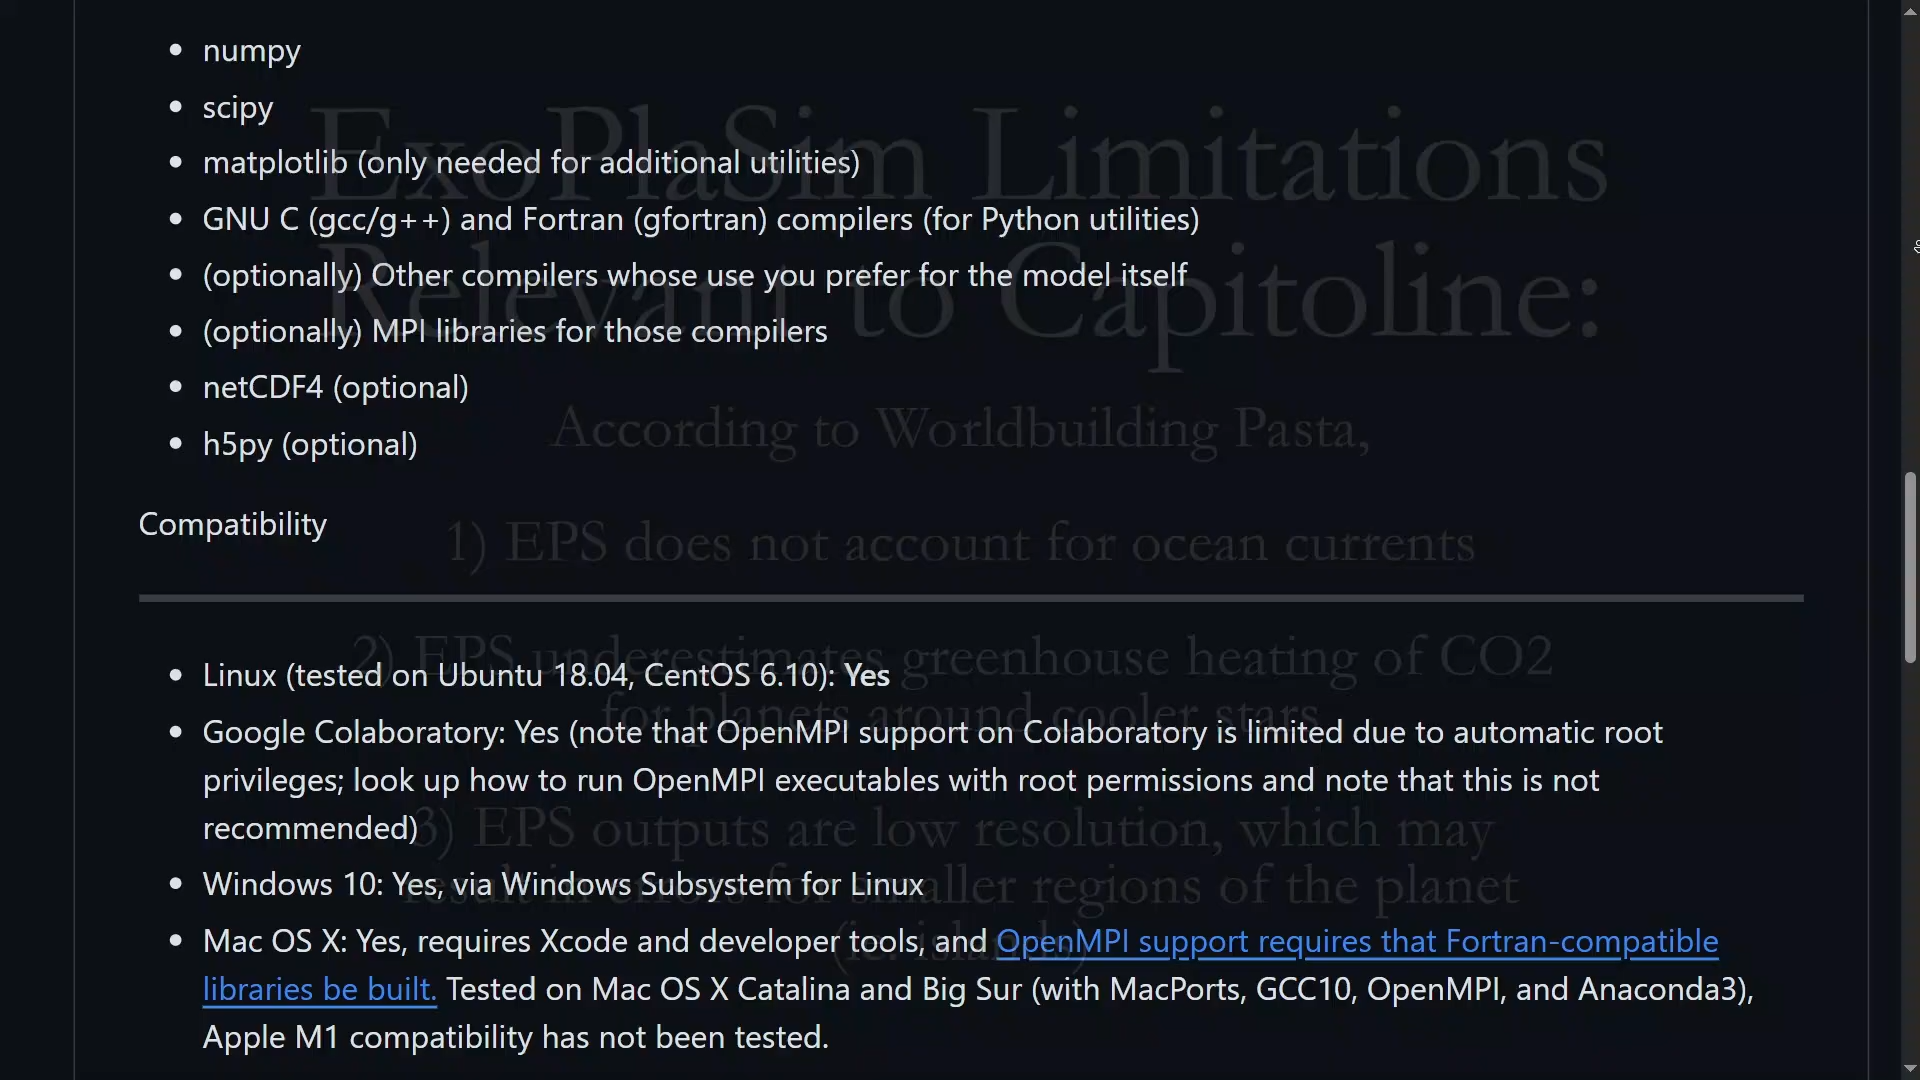 numpy
scipy
matplotlib (only needed for additional utilities)
GNU C (gcc/g++) and Fortran (gfortran) compilers (for Python utilities)
(optionally) Other compilers whose use you prefer for the model itself
(optionally) MPI libraries for those compilers
netCDF4 (optional)
h5py (optional)
Compatibility
Linux (tested on Ubuntu 18.04, CentOS 6.10): Yes
Google Colaboratory: Yes (note that OpenMPI support on Colaboratory is limited due to automatic root
privileges; look up how to run OpenMPI executables with root permissions and note that this is not
recommended)
Windows 10: Yes, via Windows Subsystem for Linux
Mac OS X: Yes, requires Xcode and developer tools, and OpenMPI support requires that Fortran-compatible
libraries be built. Tested on Mac OS X Catalina and Big Sur (with MacPorts, GCC10, OpenMPI, and Anaconda3),
Apple M1 compatibility has not been tested.
ExoPlaSim Limitations
Relevant to Capitoline:
According to Worldbuilding Pasta,
1) EPS does not account for ocean currents
2) EPS underestimates greenhouse heating of CO2
for planets around cooler stars
3) EPS outputs are low resolution, which may
result in errors for smaller regions of the planet
(ie. islands)